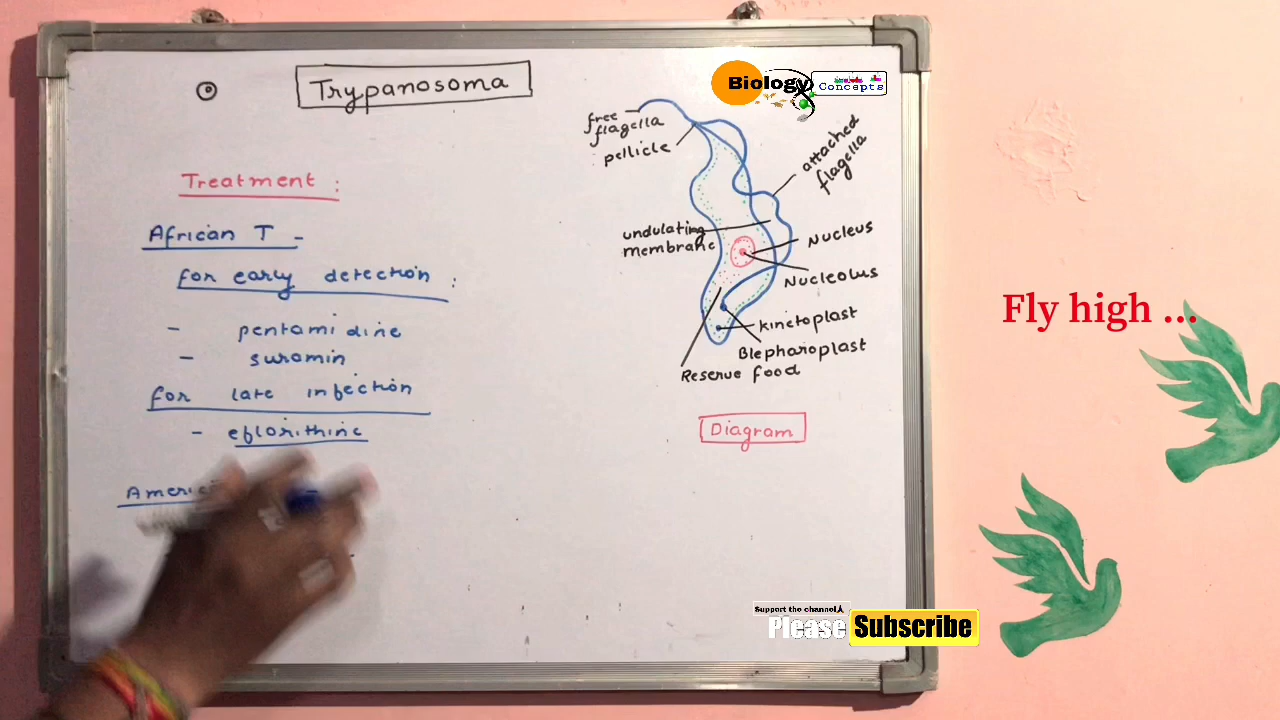 Trypanosoma
Treatment :
African T -
for early detection :
- pentamidine
- suramin
for late infection
- eflorithine
Biology
Concepts
free
flagella
pellicle
attached
flagella
undulating
membrane
Nucleus
Nucleolus
kinetoplast
Blepharoplast
Reserve food
Diagram
Fly high ...
Support the channel
Please Subscribe